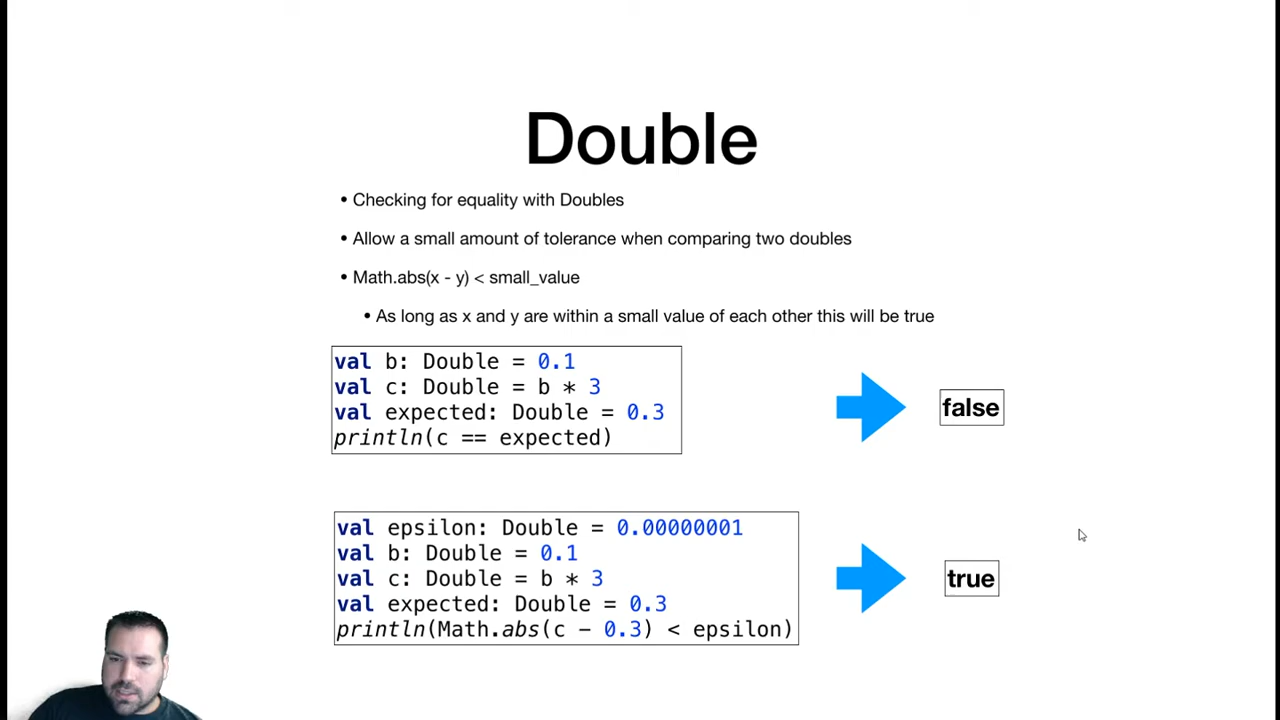 Double
• Checking for equality with Doubles
• Allow a small amount of tolerance when comparing two doubles
• Math.abs(x - y) < small_value
• As long as x and y are within a small value of each other this will be true
val b: Double = 0.1
val c: Double = b * 3
val expected: Double = 0.3
println(c == expected)
false
val epsilon: Double = 0.00000001
val b: Double = 0.1
val c: Double = b * 3
val expected: Double = 0.3
println(Math.abs(c - 0.3) < epsilon)
true